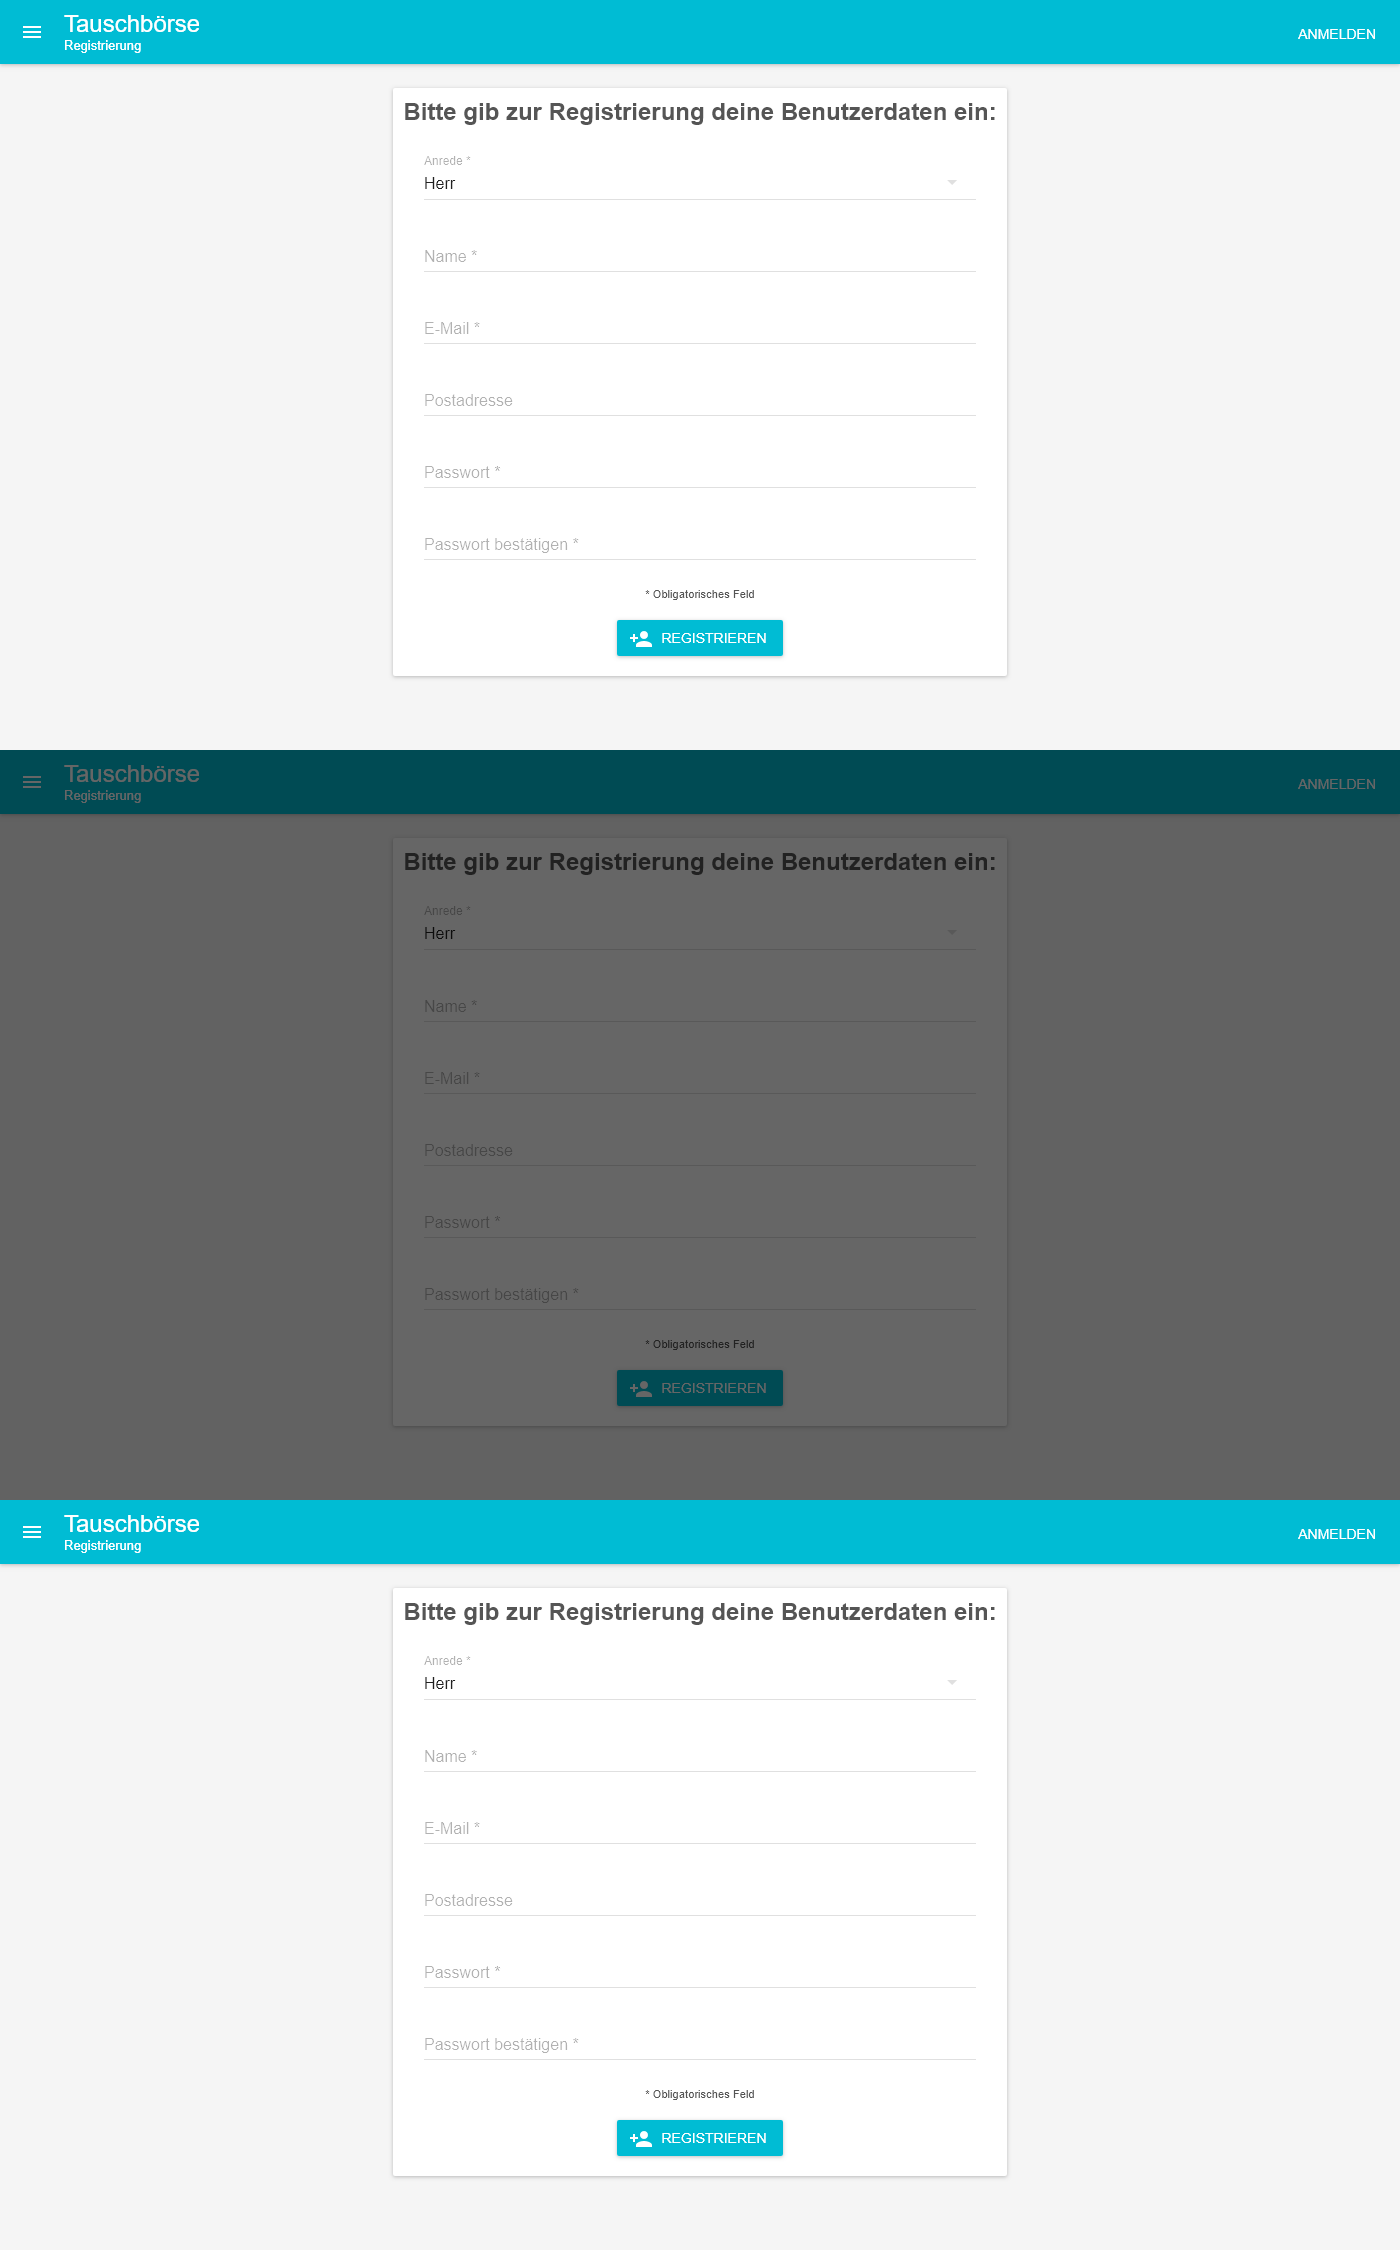 Tauschbörse
Registrierung
ANMELDEN
Bitte gib zur Registrierung deine Benutzerdaten ein:
Anrede *
Herr
Name *
E-Mail *
Postadresse
Passwort *
Passwort bestätigen *
* Obligatorisches Feld
REGISTRIEREN
Tauschbörse
Registrierung
ANMELDEN
Bitte gib zur Registrierung deine Benutzerdaten ein:
Anrede *
Herr
Name *
E-Mail *
Postadresse
Passwort *
Passwort bestätigen *
* Obligatorisches Feld
REGISTRIEREN
Tauschbörse
Registrierung
ANMELDEN
Bitte gib zur Registrierung deine Benutzerdaten ein:
Anrede *
Herr
Name *
E-Mail *
Postadresse
Passwort *
Passwort bestätigen *
* Obligatorisches Feld
REGISTRIEREN